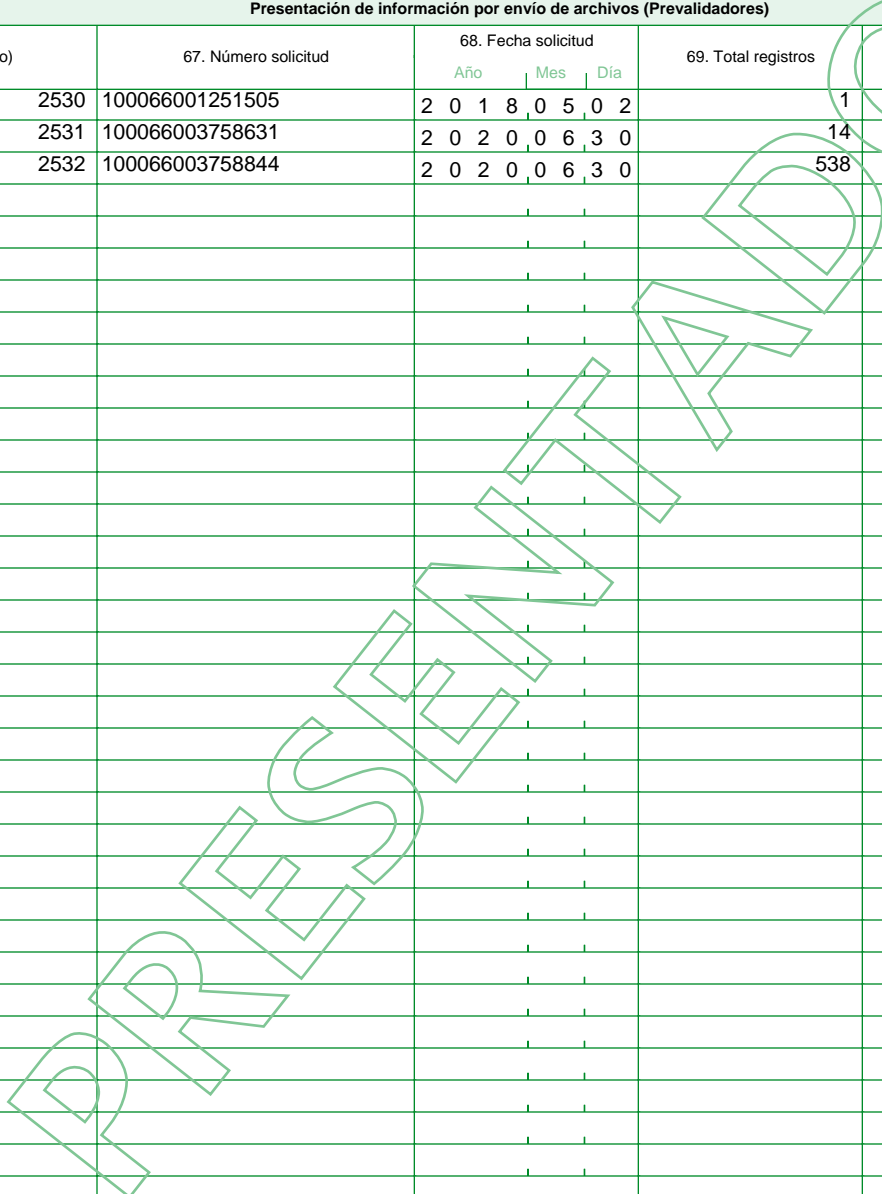 Presentación de información por envío de archivos (Prevalidadores)
o) 67. Número solicitud 68. Fecha solicitud 69. Total registros
Año Mes Día
2530 100066001251505 2 0 1 8 0 5 0 2 1
2531 100066003758631 2 0 2 0 0 6 3 0 14
2532 100066003758844 2 0 2 0 0 6 3 0 538
PRESENTADO